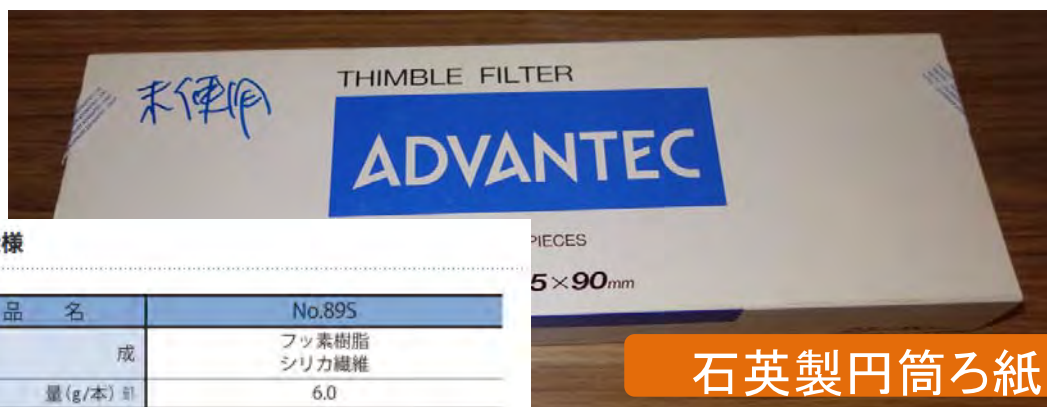 未使用
THIMBLE FILTER
ADVANTEC
PIECES
5×90mm
様
品 名 No.89S
成 フッ素樹脂
シリカ繊維
量(g/本) 6.0
石英製円筒ろ紙